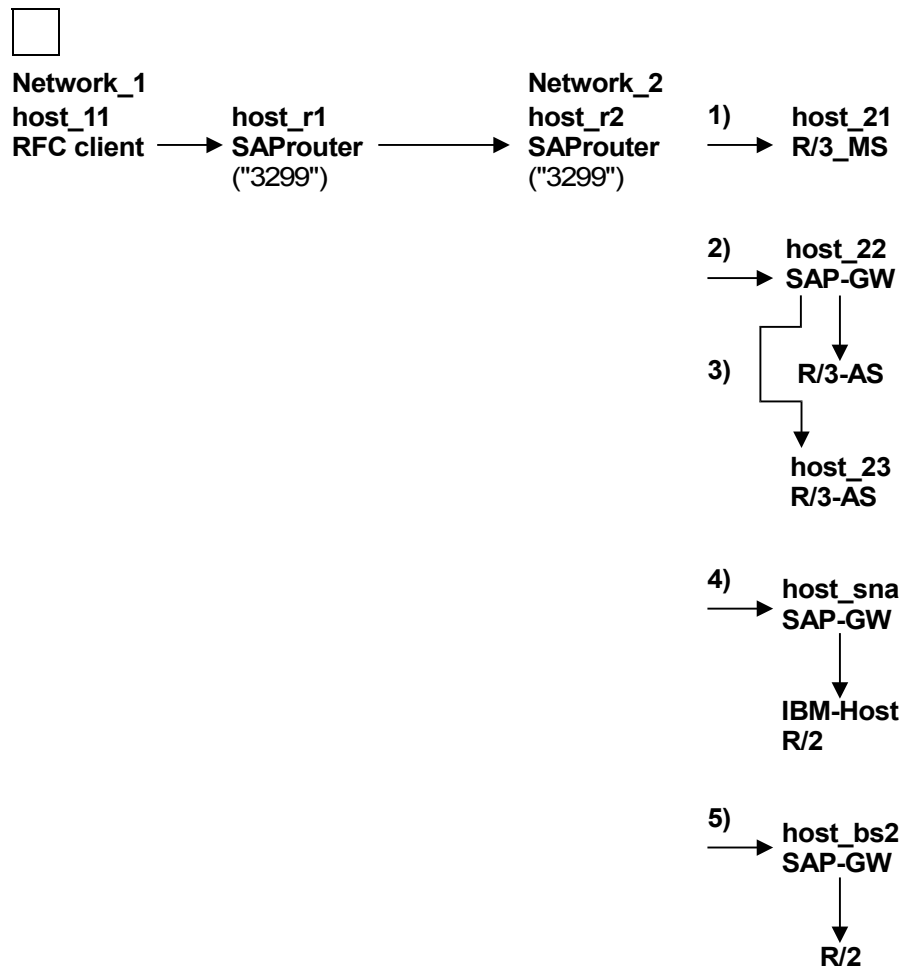 Network_1
Network_2
host_11
host_r1
host_r2
1)
host_21
RFC client
SAProuter
SAProuter
R/3_MS
("3299")
("3299")
2)
host_22
SAP-GW
3)
R/3-AS
host_23
R/3-AS
4)
host_sna
SAP-GW
IBM-Host
R/2
5)
host_bs2
SAP-GW
R/2